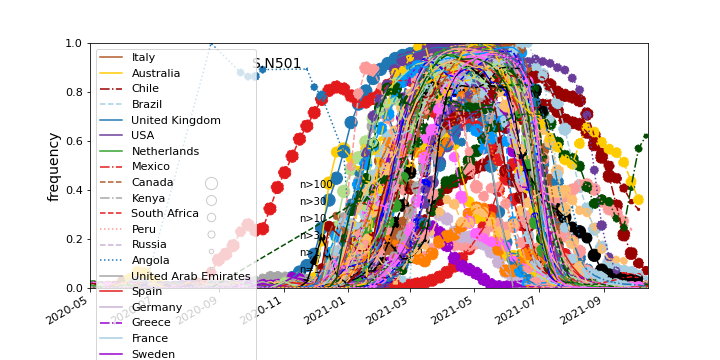 S.N501
frequency
1.0
0.8
0.6
0.4
0.2
0.0
Italy
Australia
Chile
Brazil
United Kingdom
USA
Netherlands
Mexico
Canada
Kenya
South Africa
Peru
Russia
Angola
United Arab Emirates
Spain
Germany
Greece
France
Sweden
n>100
n>30
n>10
n>3
2020-05
2020-07
2020-09
2020-11
2021-01
2021-03
2021-05
2021-07
2021-09